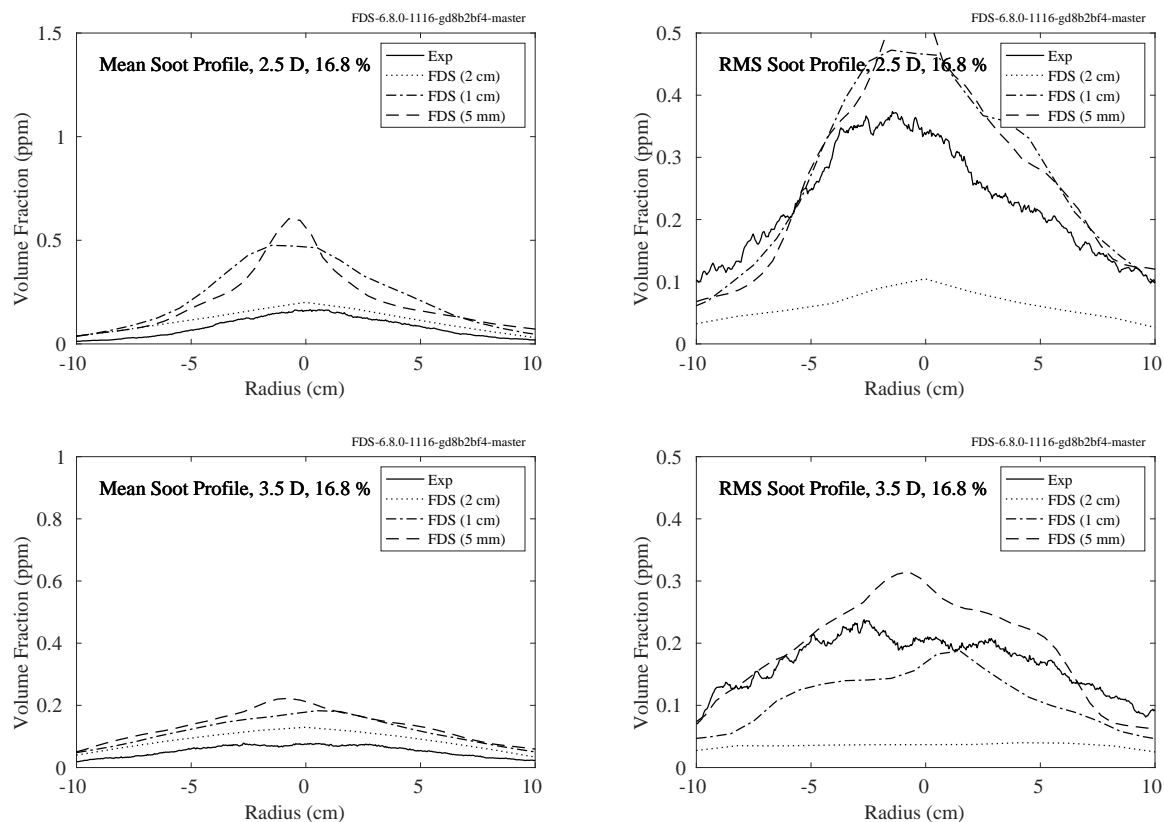 FDS-6.8.0-1116-gd8b2bf4-master
Mean Soot Profile, 2.5 D, 16.8 %
Exp
FDS (2 cm)
FDS (1 cm)
FDS (5 mm)
Volume Fraction (ppm)
1.5
1
0.5
0
-10
-5
0
5
10
Radius (cm)
FDS-6.8.0-1116-gd8b2bf4-master
RMS Soot Profile, 2.5 D, 16.8 %
Exp
FDS (2 cm)
FDS (1 cm)
FDS (5 mm)
Volume Fraction (ppm)
0.5
0.4
0.3
0.2
0.1
0
-10
-5
0
5
10
Radius (cm)
FDS-6.8.0-1116-gd8b2bf4-master
Mean Soot Profile, 3.5 D, 16.8 %
Exp
FDS (2 cm)
FDS (1 cm)
FDS (5 mm)
Volume Fraction (ppm)
1
0.8
0.6
0.4
0.2
0
-10
-5
0
5
10
Radius (cm)
FDS-6.8.0-1116-gd8b2bf4-master
RMS Soot Profile, 3.5 D, 16.8 %
Exp
FDS (2 cm)
FDS (1 cm)
FDS (5 mm)
Volume Fraction (ppm)
0.5
0.4
0.3
0.2
0.1
0
-10
-5
0
5
10
Radius (cm)